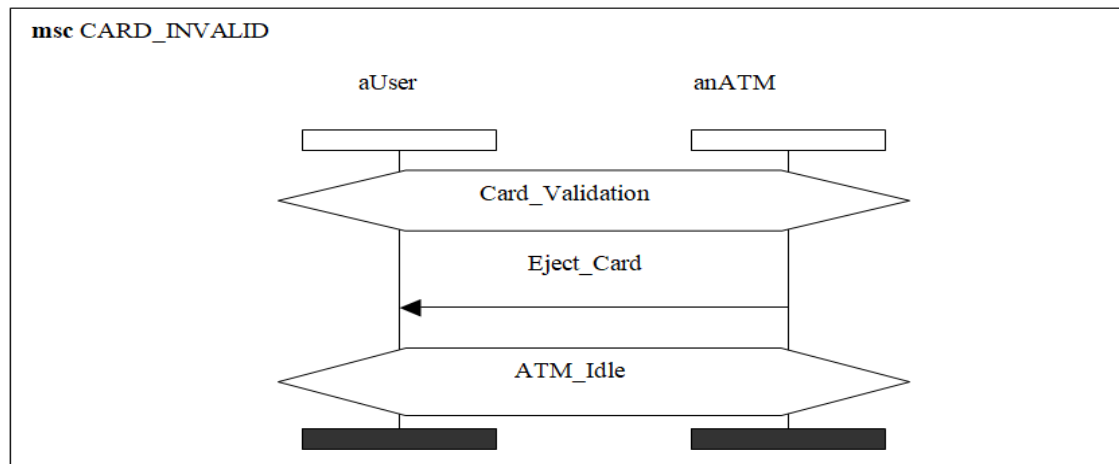 msc CARD_INVALID
aUser anATM
Card_Validation
Eject_Card
ATM_Idle